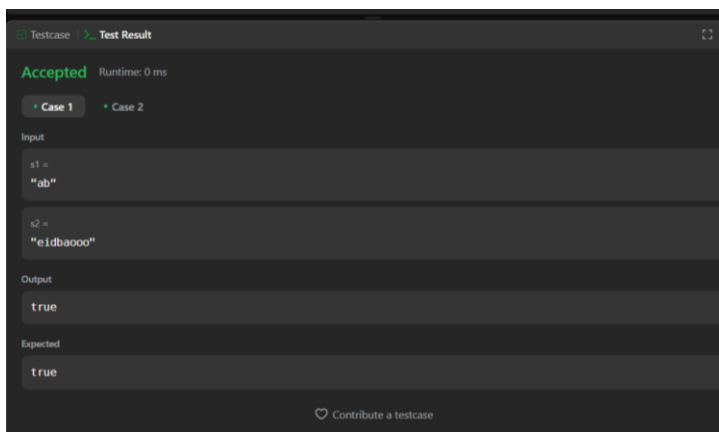 Testcase >_ Test Result
Accepted Runtime: 0 ms
• Case 1 • Case 2
Input
s1 =
"ab"
s2 =
"eidbaooo"
Output
true
Expected
true
Contribute a testcase